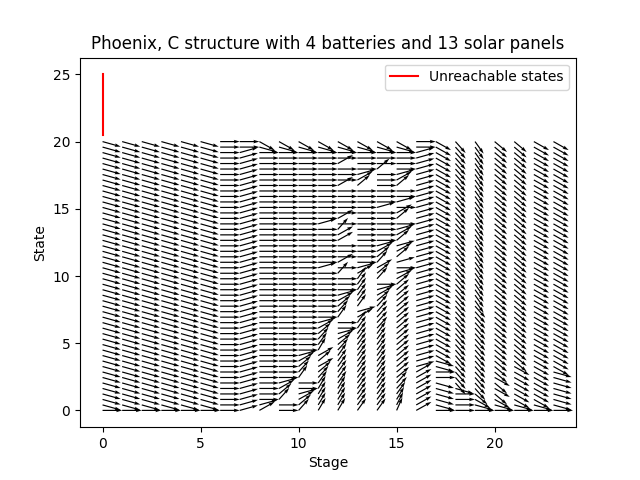 Phoenix, C structure with 4 batteries and 13 solar panels
Unreachable states
25
20
15
10
5
0
State
0 5 10 15 20
Stage